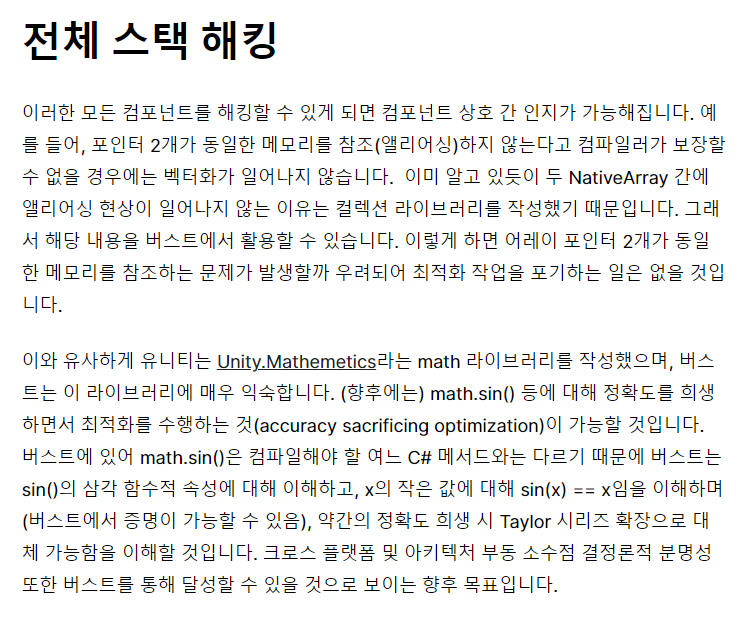 전체 스택 해킹
이러한 모든 컴포넌트를 해킹할 수 있게 되면 컴포넌트 상호 간 인지가 가능해집니다. 예
를 들어, 포인터 2개가 동일한 메모리를 참조(앨리어싱)하지 않는다고 컴파일러가 보장할
수 없을 경우에는 벡터화가 일어나지 않습니다.  이미 알고 있듯이 두 NativeArray 간에
앨리어싱 현상이 일어나지 않는 이유는 컬렉션 라이브러리를 작성했기 때문입니다. 그래
서 해당 내용을 버스트에서 활용할 수 있습니다. 이렇게 하면 어레이 포인터 2개가 동일
한 메모리를 참조하는 문제가 발생할까 우려되어 최적화 작업을 포기하는 일은 없을 것입
니다.
이와 유사하게 유니티는 Unity.Mathemetics라는 math 라이브러리를 작성했으며, 버스
트는 이 라이브러리에 매우 익숙합니다. (향후에는) math.sin() 등에 대해 정확도를 희생
하면서 최적화를 수행하는 것(accuracy sacrificing optimization)이 가능할 것입니다.
버스트에 있어 math.sin()은 컴파일해야 할 여느 C# 메서드와는 다르기 때문에 버스트는
sin()의 삼각 함수적 속성에 대해 이해하고, x의 작은 값에 대해 sin(x) == x임을 이해하며
(버스트에서 증명이 가능할 수 있음), 약간의 정확도 희생 시 Taylor 시리즈 확장으로 대
체 가능함을 이해할 것입니다. 크로스 플랫폼 및 아키텍처 부동 소수점 결정론적 분명성
또한 버스트를 통해 달성할 수 있을 것으로 보이는 향후 목표입니다.